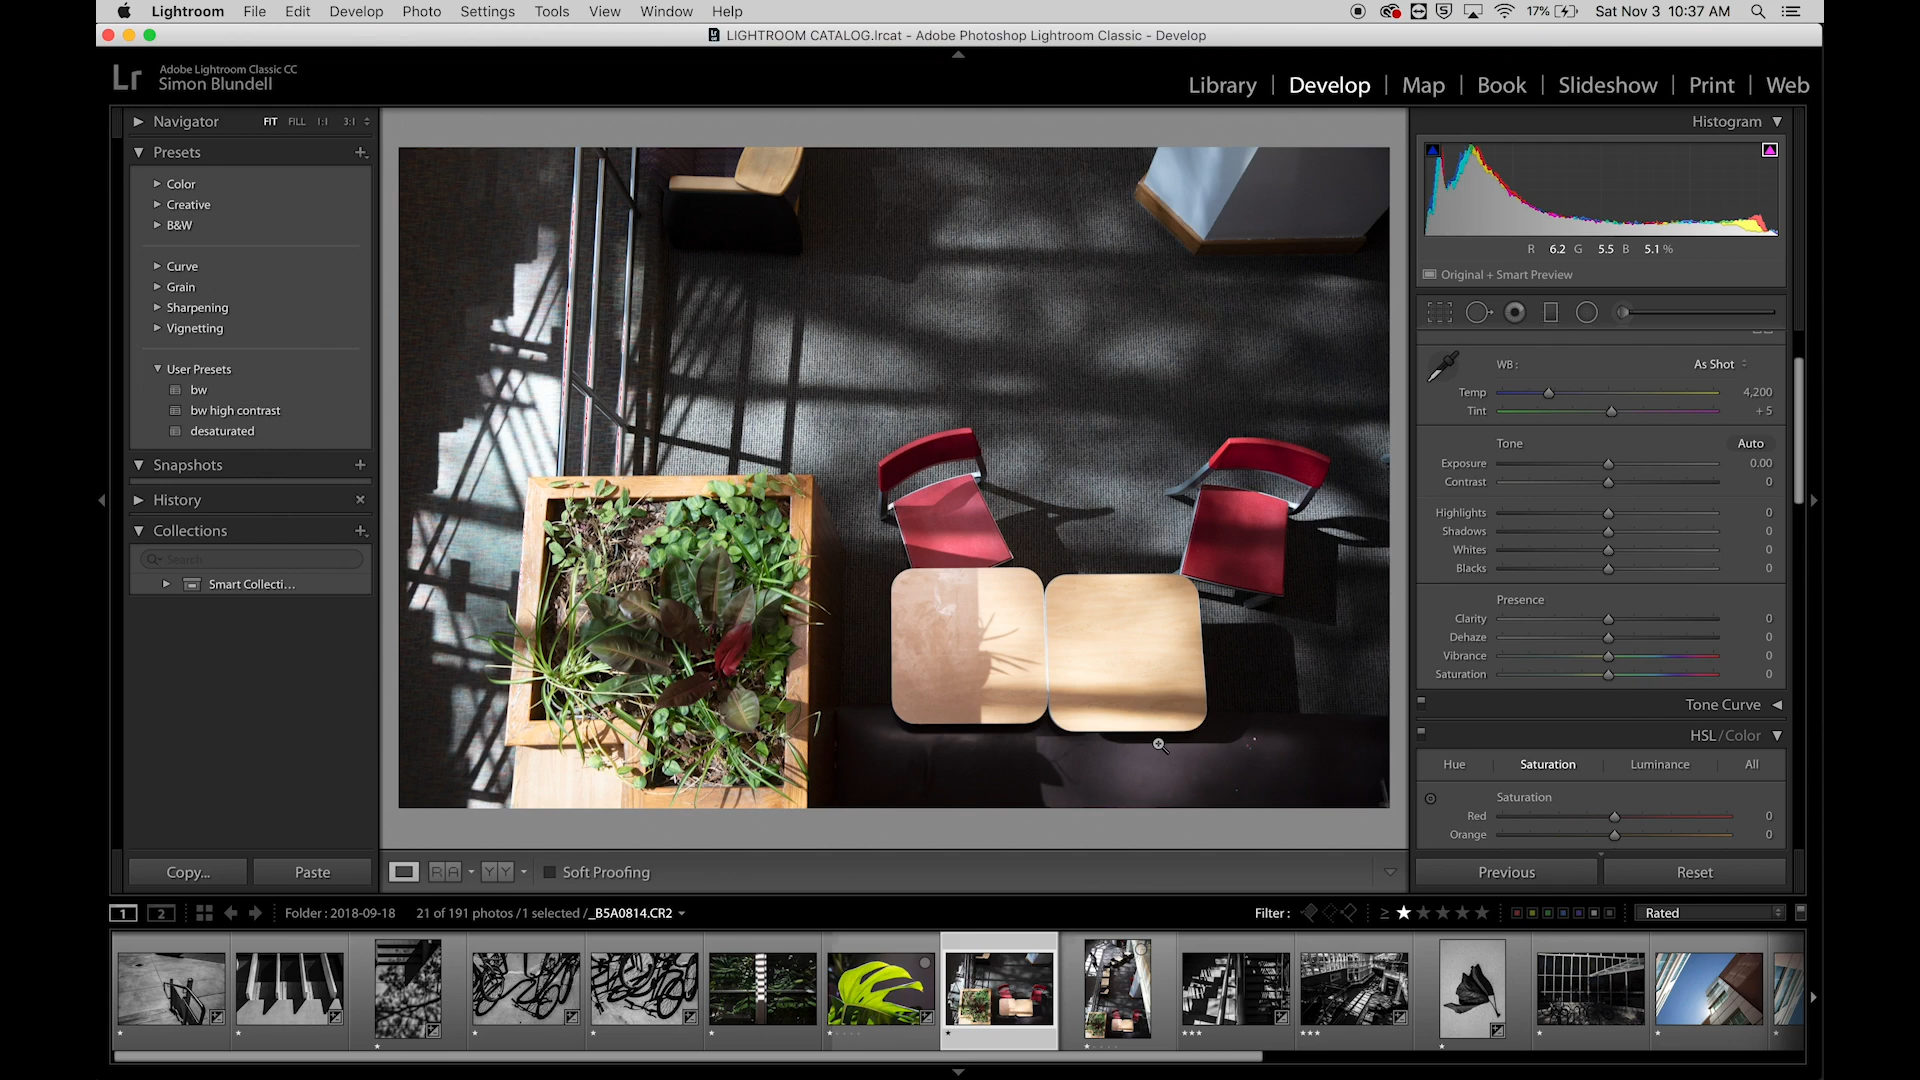 Lightroom File Edit Develop Photo Settings Tools View Window Help 17% Sat Nov 3 10:37 AM
LIGHTROOM CATALOG.lrcat - Adobe Photoshop Lightroom Classic - Develop
Lr Adobe Lightroom Classic CC
Simon Blundell
Library | Develop | Map | Book | Slideshow | Print | Web
Navigator FIT FILL 1:1 3:1
Presets
Color
Creative
B&W
Curve
Grain
Sharpening
Vignetting
User Presets
bw
bw high contrast
desaturated
Snapshots
History
Collections
Search
Smart Collecti...
Copy... Paste
Histogram
R 6.2 G 5.5 B 5.1 %
Original + Smart Preview
WB: As Shot
Temp 4,200
Tint + 5
Tone Auto
Exposure 0.00
Contrast 0
Highlights 0
Shadows 0
Whites 0
Blacks 0
Presence
Clarity 0
Dehaze 0
Vibrance 0
Saturation 0
Tone Curve
HSL / Color
Hue Saturation Luminance All
Saturation
Red 0
Orange 0
Previous Reset
R A Y Y Soft Proofing
1 2 Folder : 2018-09-18 21 of 191 photos / 1 selected / _B5A0814.CR2 Filter : ≥ Rated